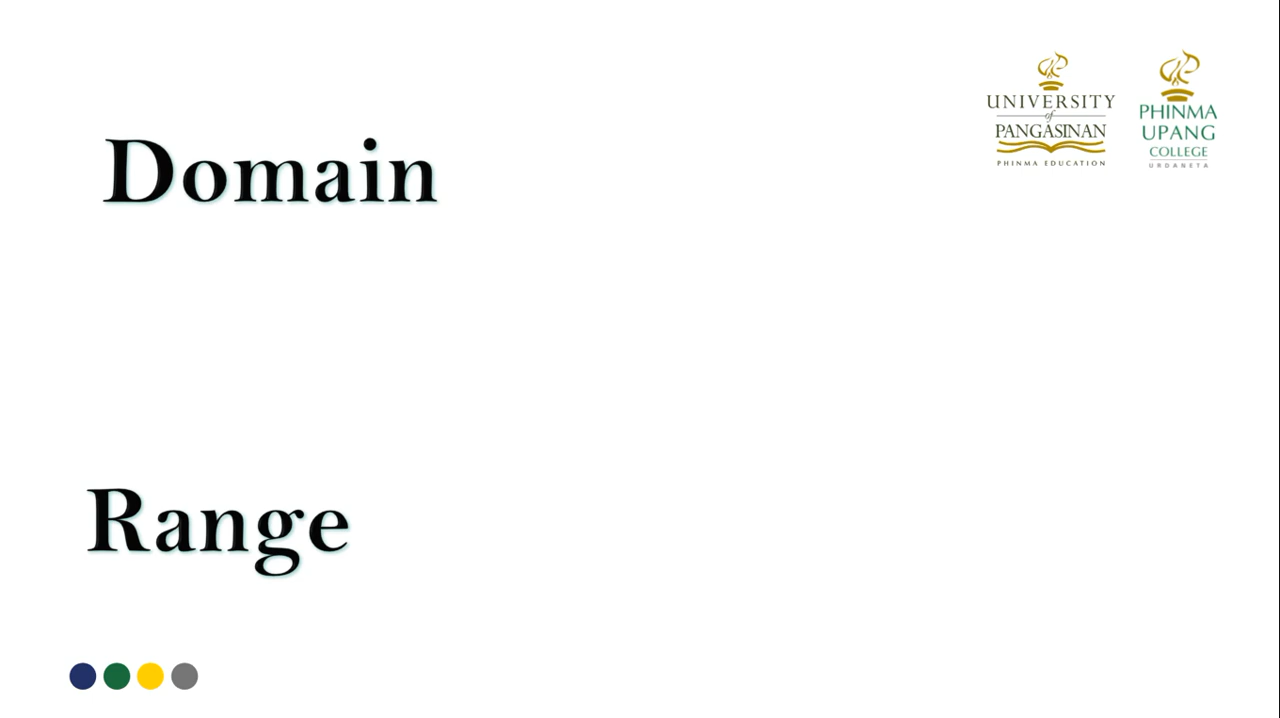 UNIVERSITY
of
PANGASINAN
PHINMA EDUCATION
PHINMA
UPANG
COLLEGE
URDANETA
Domain
Range